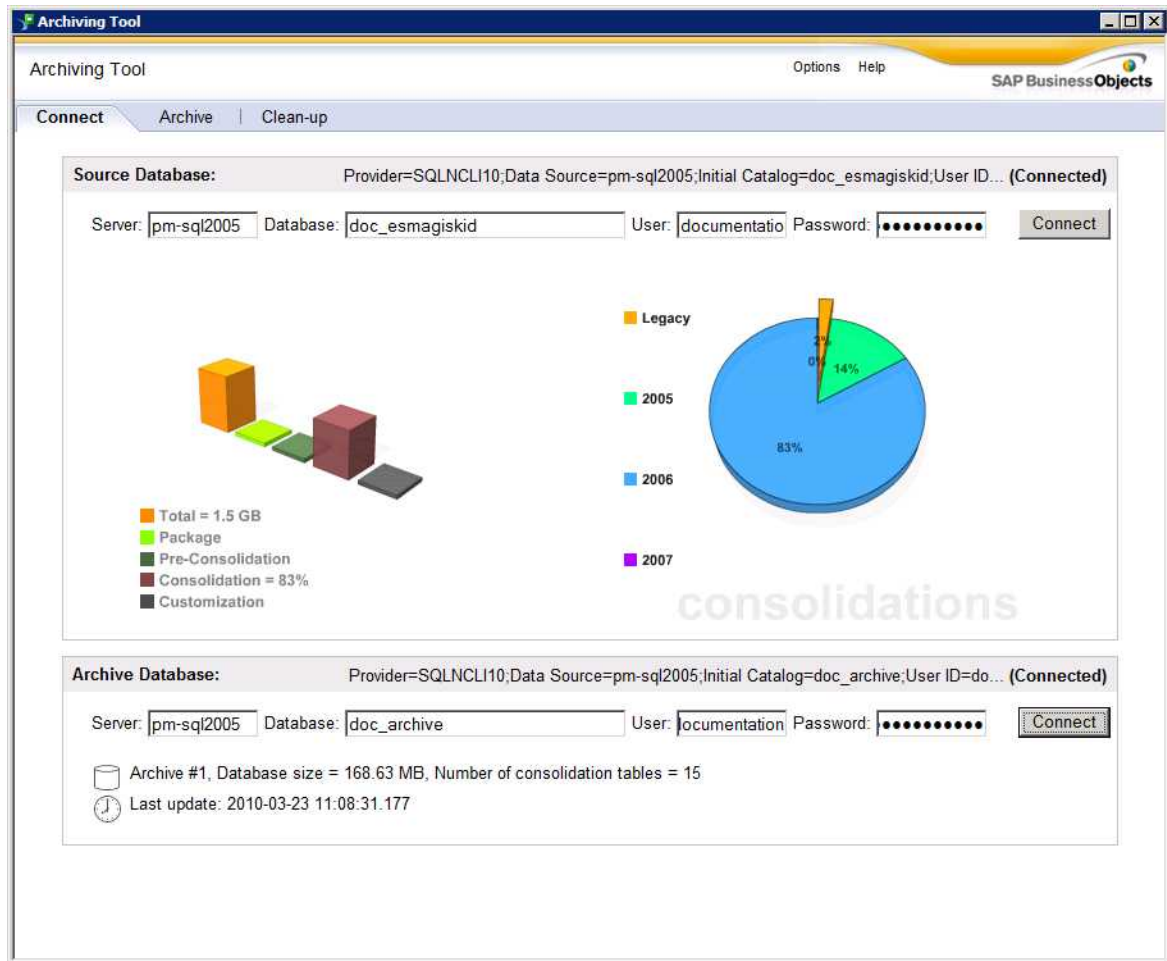 Archiving Tool
Archiving Tool
Options Help
SAP BusinessObjects
Connect Archive | Clean-up
Source Database: Provider=SQLNCLI10;Data Source=pm-sql2005;Initial Catalog=doc_esmagiskid;User ID... (Connected)
Server: pm-sql2005 Database: doc_esmagiskid User: documentatio Password: ●●●●●●●●●● Connect
Legacy
2%
0%
14%
2005
83%
2006
Total = 1.5 GB
Package
Pre-Consolidation
2007
Consolidation = 83%
Customization
consolidations
Archive Database: Provider=SQLNCLI10;Data Source=pm-sql2005;Initial Catalog=doc_archive;User ID=do... (Connected)
Server: pm-sql2005 Database: doc_archive User: locumentation Password: ●●●●●●●●●● Connect
Archive #1, Database size = 168.63 MB, Number of consolidation tables = 15
Last update: 2010-03-23 11:08:31.177